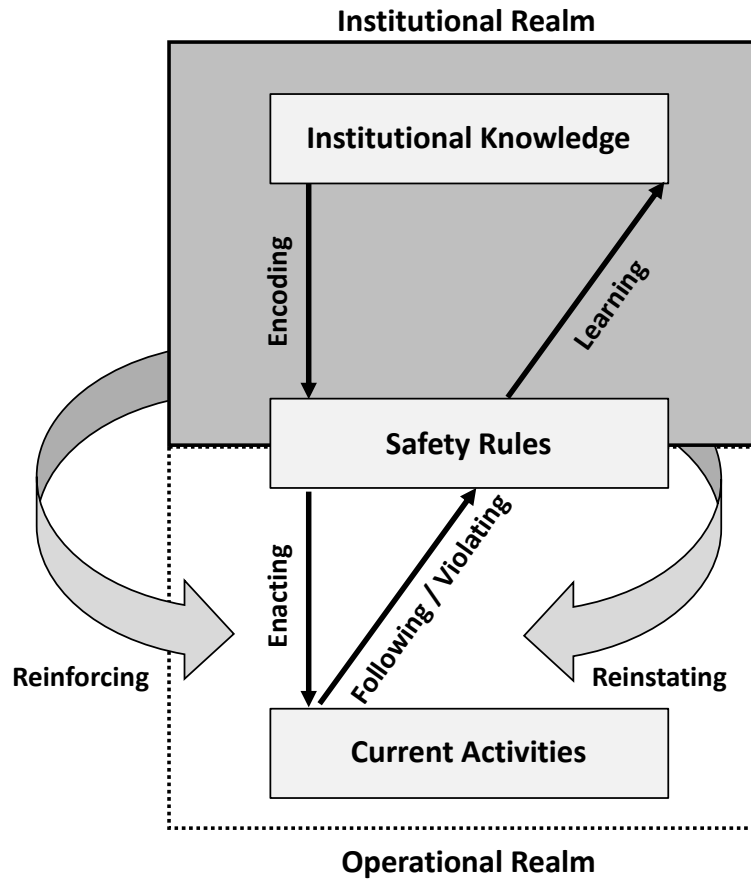 Institutional Realm
Institutional Knowledge
Encoding
Learning
Safety Rules
Enacting
Following / Violating
Reinforcing
Reinstating
Current Activities
Operational Realm